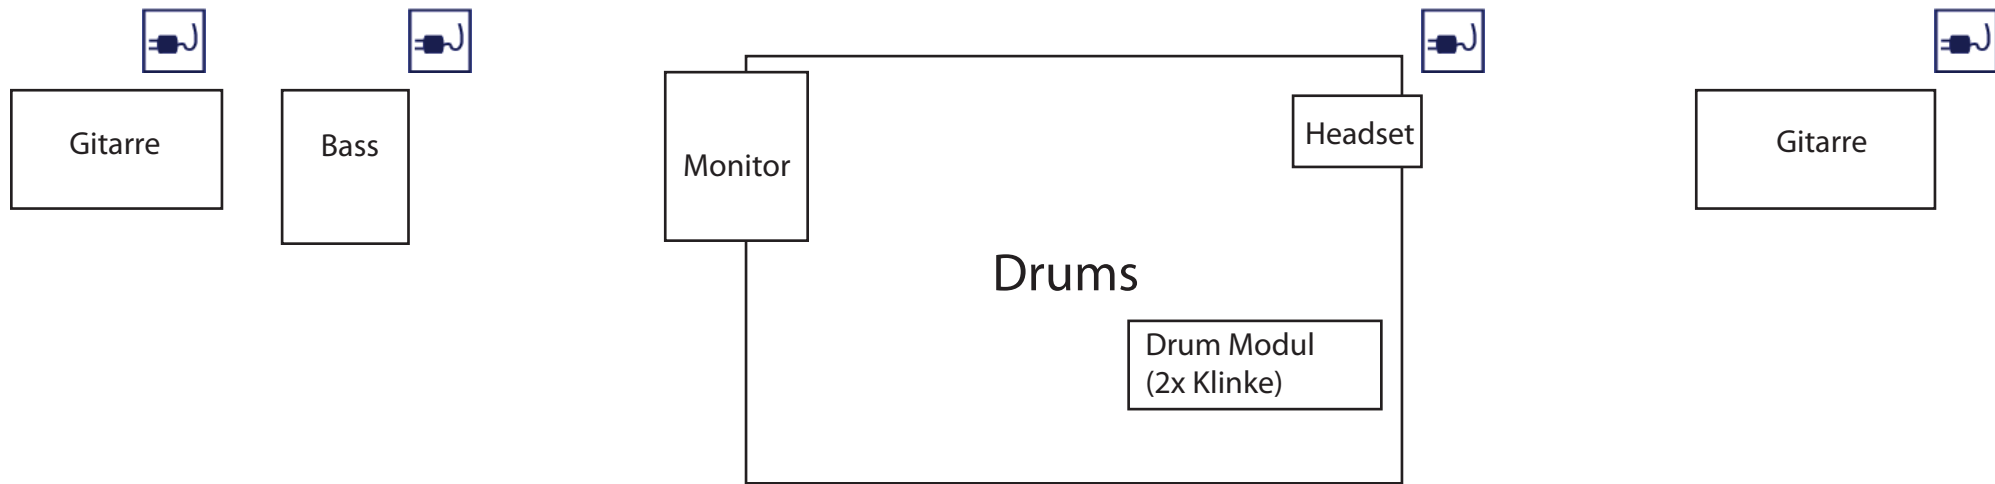 Gitarre
Bass
Monitor
Headset
Gitarre
Drums
Drum Modul
(2x Klinke)